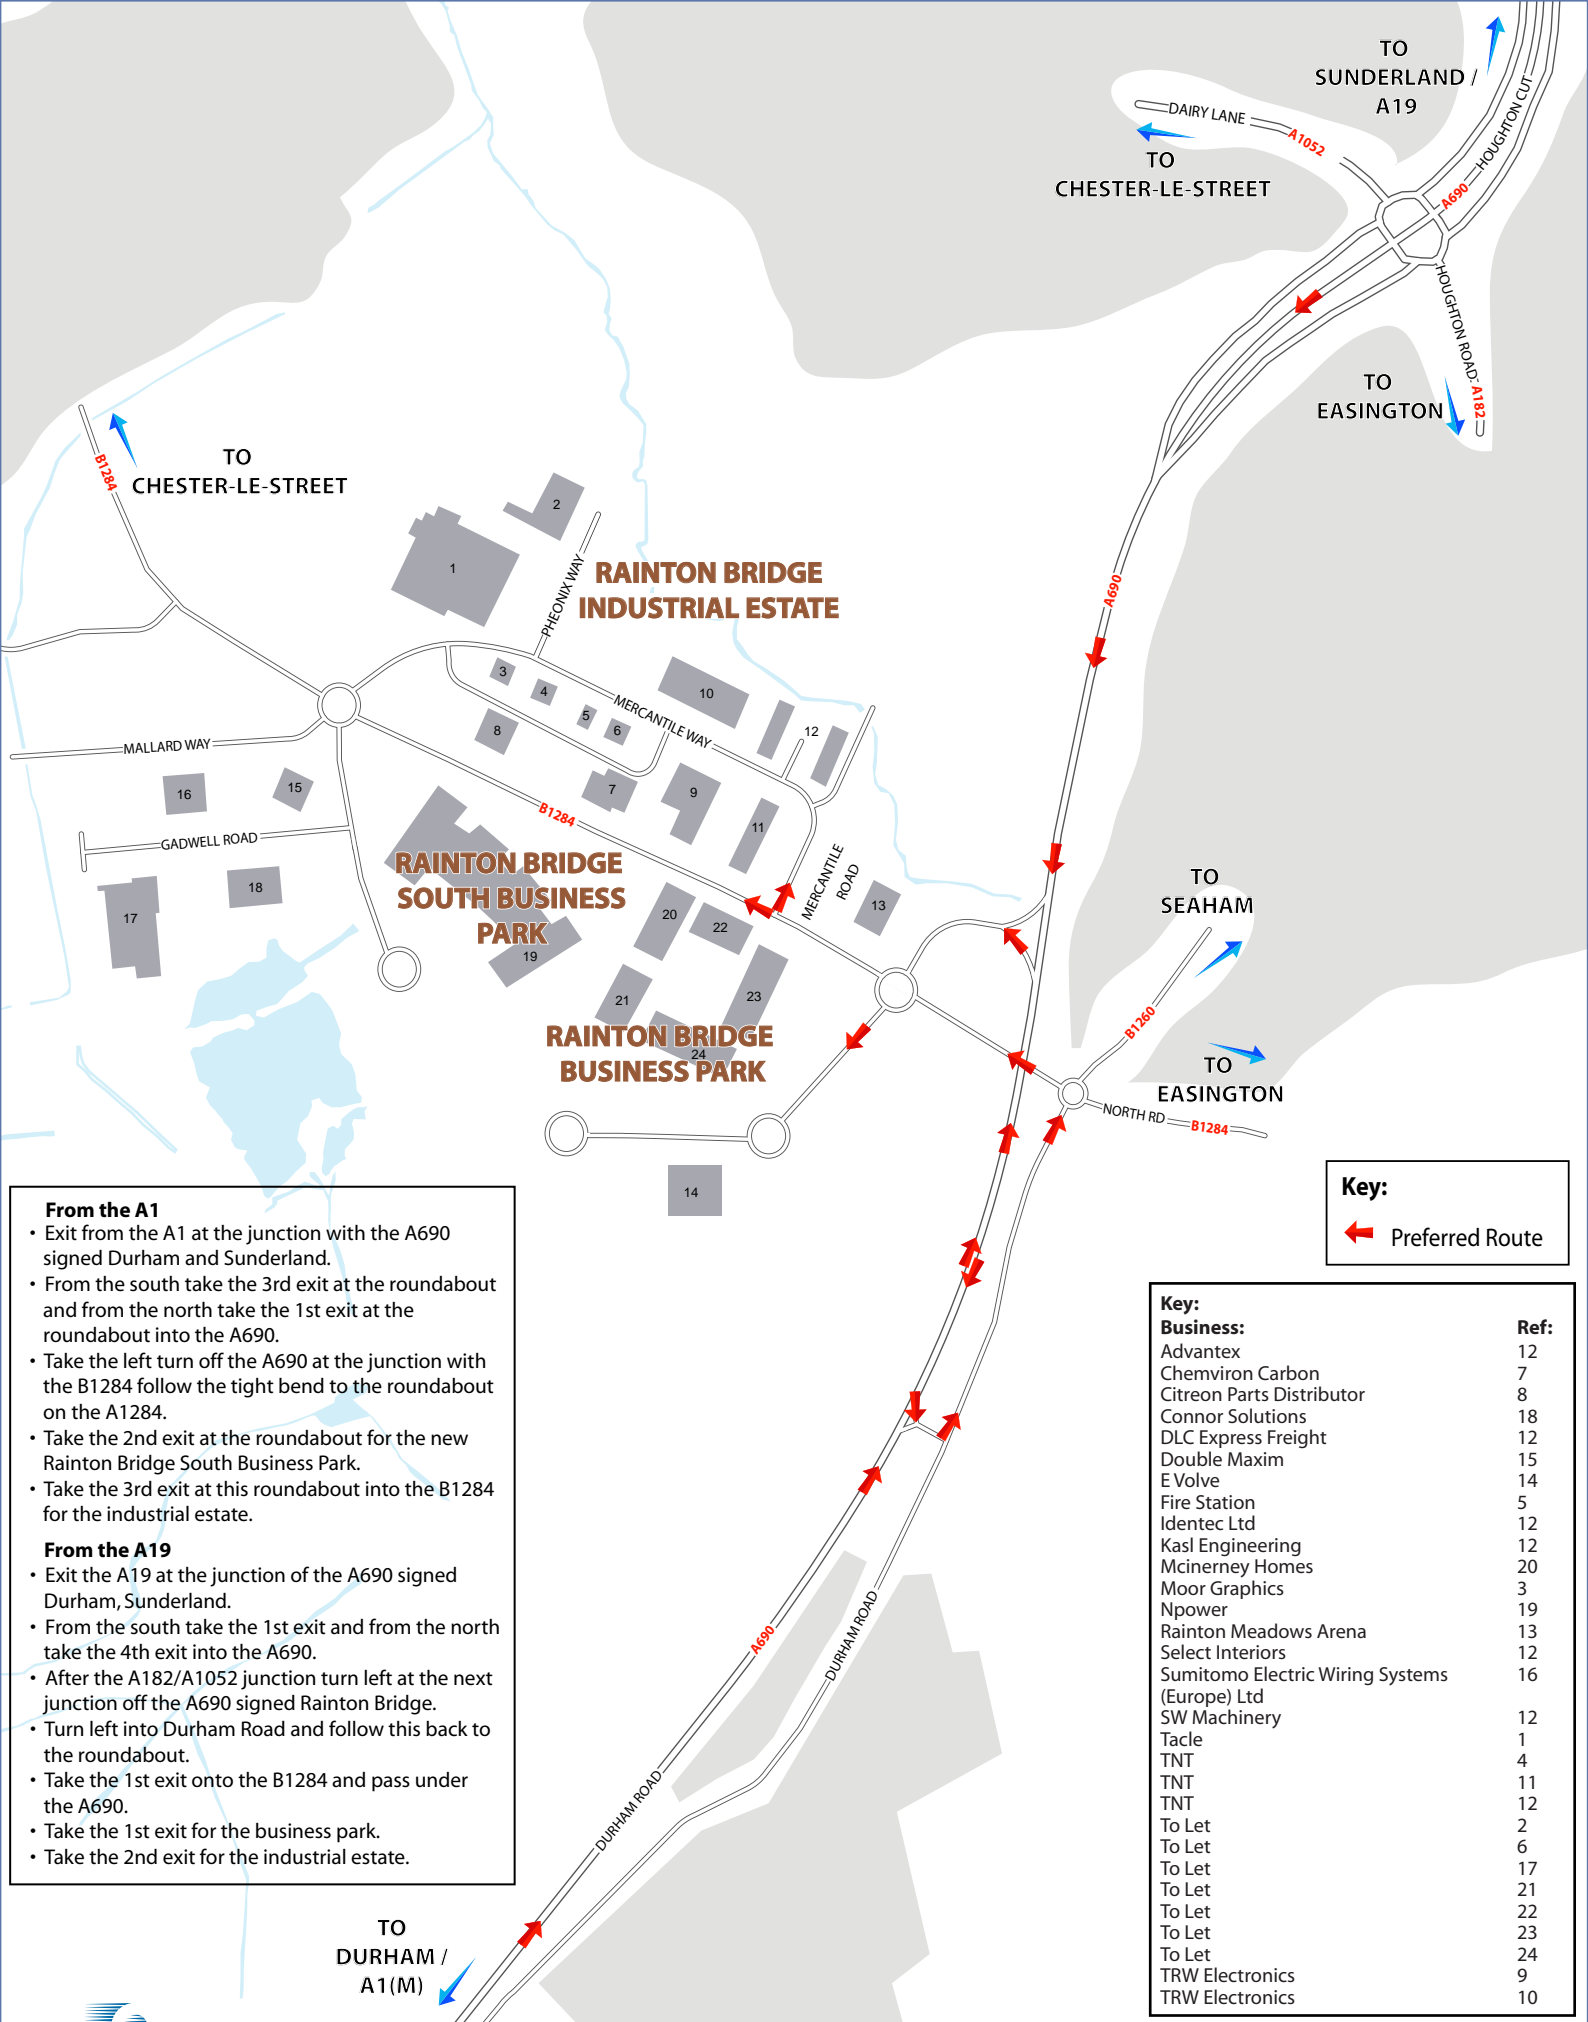 TO
SUNDERLAND /
A19
HOUGHTON CUT
DAIRY LANE
A1052
TO
CHESTER-LE-STREET
A690
HOUGHTON ROAD
A182
TO
EASINGTON
B1284
TO
CHESTER-LE-STREET
2
1
PHEONIX WAY
RAINTON BRIDGE
INDUSTRIAL ESTATE
A690
3
4
5
6
10
MERCANTILE WAY
12
8
7
9
11
MALLARD WAY
16
15
GADWELL ROAD
17
18
B1284
RAINTON BRIDGE
SOUTH BUSINESS
PARK
19
MERCANTILE
ROAD
13
20
22
21
23
RAINTON BRIDGE
24
BUSINESS PARK
14
TO
SEAHAM
B1260
TO
EASINGTON
NORTH RD
B1284
Key:
Preferred Route
From the A1
• Exit from the A1 at the junction with the A690
signed Durham and Sunderland.
• From the south take the 3rd exit at the roundabout
and from the north take the 1st exit at the
roundabout into the A690.
• Take the left turn off the A690 at the junction with
the B1284 follow the tight bend to the roundabout
on the A1284.
• Take the 2nd exit at the roundabout for the new
Rainton Bridge South Business Park.
• Take the 3rd exit at this roundabout into the B1284
for the industrial estate.
From the A19
• Exit the A19 at the junction of the A690 signed
Durham, Sunderland.
• From the south take the 1st exit and from the north
take the 4th exit into the A690.
• After the A182/A1052 junction turn left at the next
junction off the A690 signed Rainton Bridge.
• Turn left into Durham Road and follow this back to
the roundabout.
• Take the 1st exit onto the B1284 and pass under
the A690.
• Take the 1st exit for the business park.
• Take the 2nd exit for the industrial estate.
A690
DURHAM ROAD
DURHAM ROAD
TO
DURHAM /
A1(M)
Key:
Business: Ref:
Advantex 12
Chemviron Carbon 7
Citreon Parts Distributor 8
Connor Solutions 18
DLC Express Freight 12
Double Maxim 15
E Volve 14
Fire Station 5
Identec Ltd 12
Kasl Engineering 12
Mcinerney Homes 20
Moor Graphics 3
Npower 19
Rainton Meadows Arena 13
Select Interiors 12
Sumitomo Electric Wiring Systems 16
(Europe) Ltd
SW Machinery 12
Tacle 1
TNT 4
TNT 11
TNT 12
To Let 2
To Let 6
To Let 17
To Let 21
To Let 22
To Let 23
To Let 24
TRW Electronics 9
TRW Electronics 10